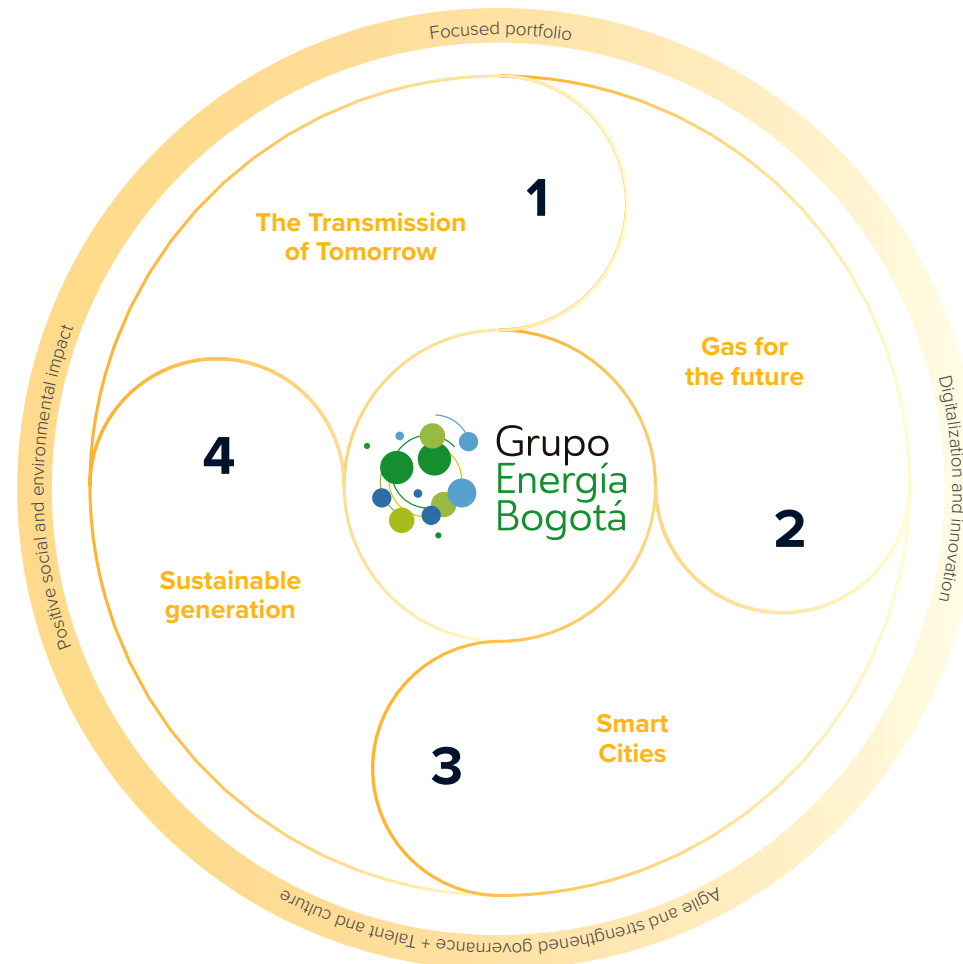 Focused portfolio
1
The Transmission
of Tomorrow
Gas for
the future
2
Digitalization and innovation
Smart
Cities
3
Agile and strengthened governance + Talent and culture
4
Sustainable
generation
Positive social and environmental impact
Grupo
Energía
Bogotá